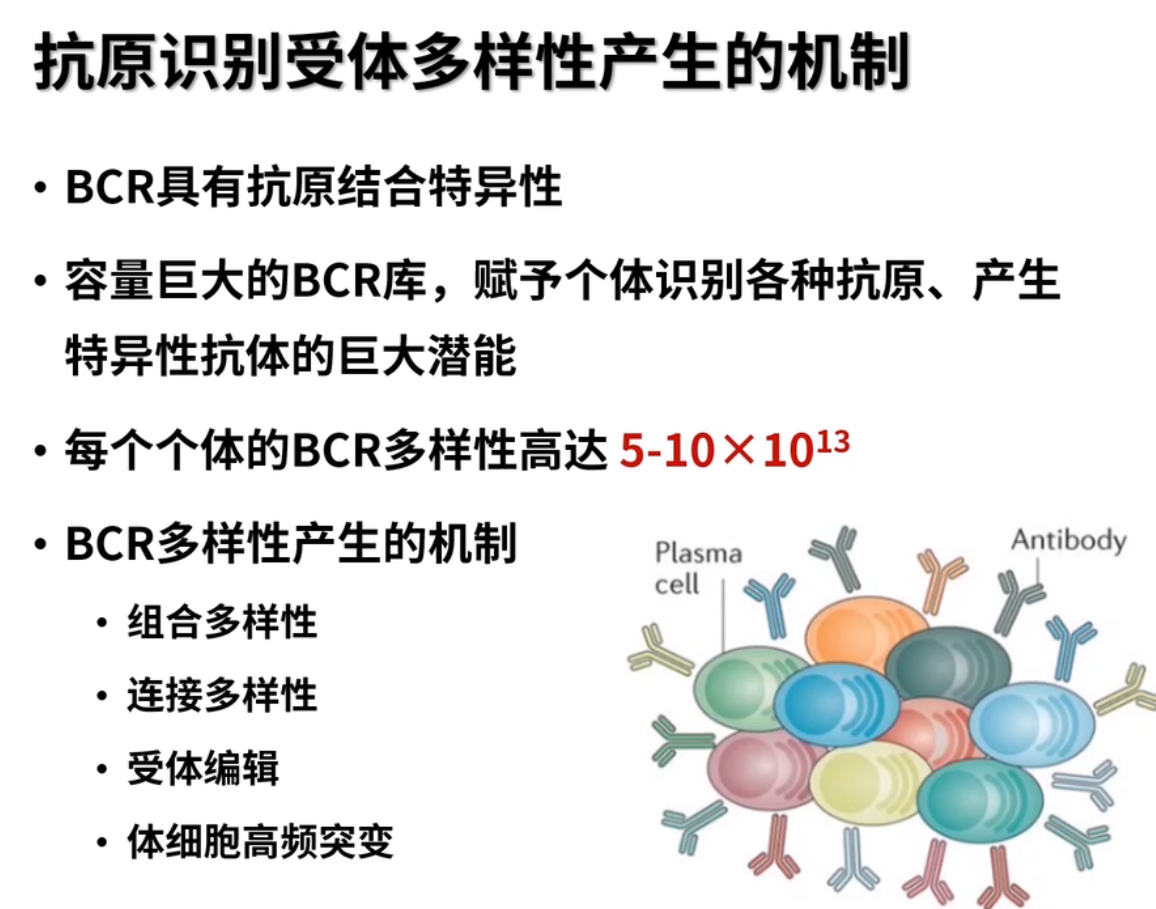 抗原识别受体多样性产生的机制
• BCR具有抗原结合特异性
• 容量巨大的BCR库，赋予个体识别各种抗原、产生
特异性抗体的巨大潜能
• 每个个体的BCR多样性高达 5-10×10¹³
• BCR多样性产生的机制
• 组合多样性
• 连接多样性
• 受体编辑
• 体细胞高频突变
Plasma
cell
Antibody